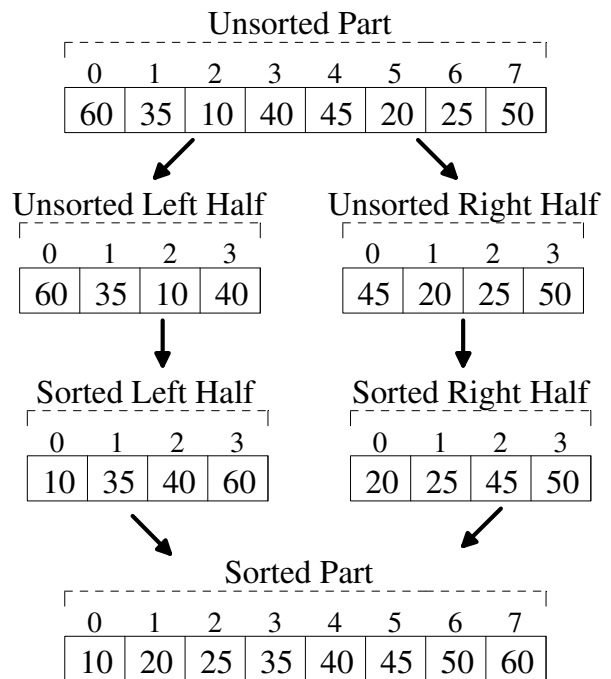 Unsorted Part
0 1 2 3 4 5 6 7
60 35 10 40 45 20 25 50
Unsorted Left Half
0 1 2 3
60 35 10 40
Unsorted Right Half
0 1 2 3
45 20 25 50
Sorted Left Half
0 1 2 3
10 35 40 60
Sorted Right Half
0 1 2 3
20 25 45 50
Sorted Part
0 1 2 3 4 5 6 7
10 20 25 35 40 45 50 60